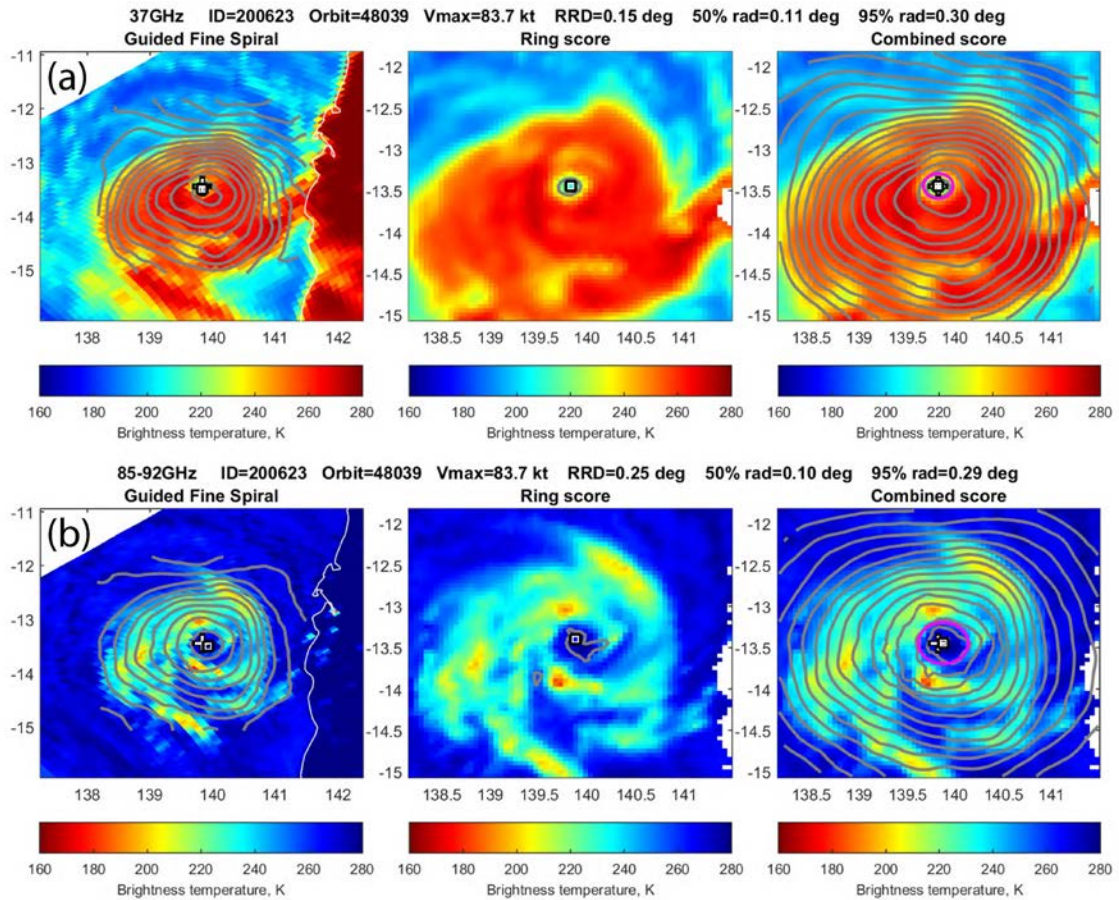 37GHz ID=200623 Orbit=48039 Vmax=83.7 kt RRD=0.15 deg 50% rad=0.11 deg 95% rad=0.30 deg
Guided Fine Spiral Ring score Combined score
(a)
-11 -12 -13 -14 -15
138 139 140 141 142
-12 -12.5 -13 -13.5 -14 -14.5 -15
138.5 139 139.5 140 140.5 141
-12 -12.5 -13 -13.5 -14 -14.5 -15
138.5 139 139.5 140 140.5 141
160 180 200 220 240 260 280 160 180 200 220 240 260 280 160 180 200 220 240 260 280
Brightness temperature, K Brightness temperature, K Brightness temperature, K
85-92GHz ID=200623 Orbit=48039 Vmax=83.7 kt RRD=0.25 deg 50% rad=0.10 deg 95% rad=0.29 deg
Guided Fine Spiral Ring score Combined score
(b)
-11 -12 -13 -14 -15
138 139 140 141 142
-12 -12.5 -13 -13.5 -14 -14.5 -15
138.5 139 139.5 140 140.5 141
-12 -12.5 -13 -13.5 -14 -14.5 -15
138.5 139 139.5 140 140.5 141
160 180 200 220 240 260 280 160 180 200 220 240 260 280 160 180 200 220 240 260 280
Brightness temperature, K Brightness temperature, K Brightness temperature, K